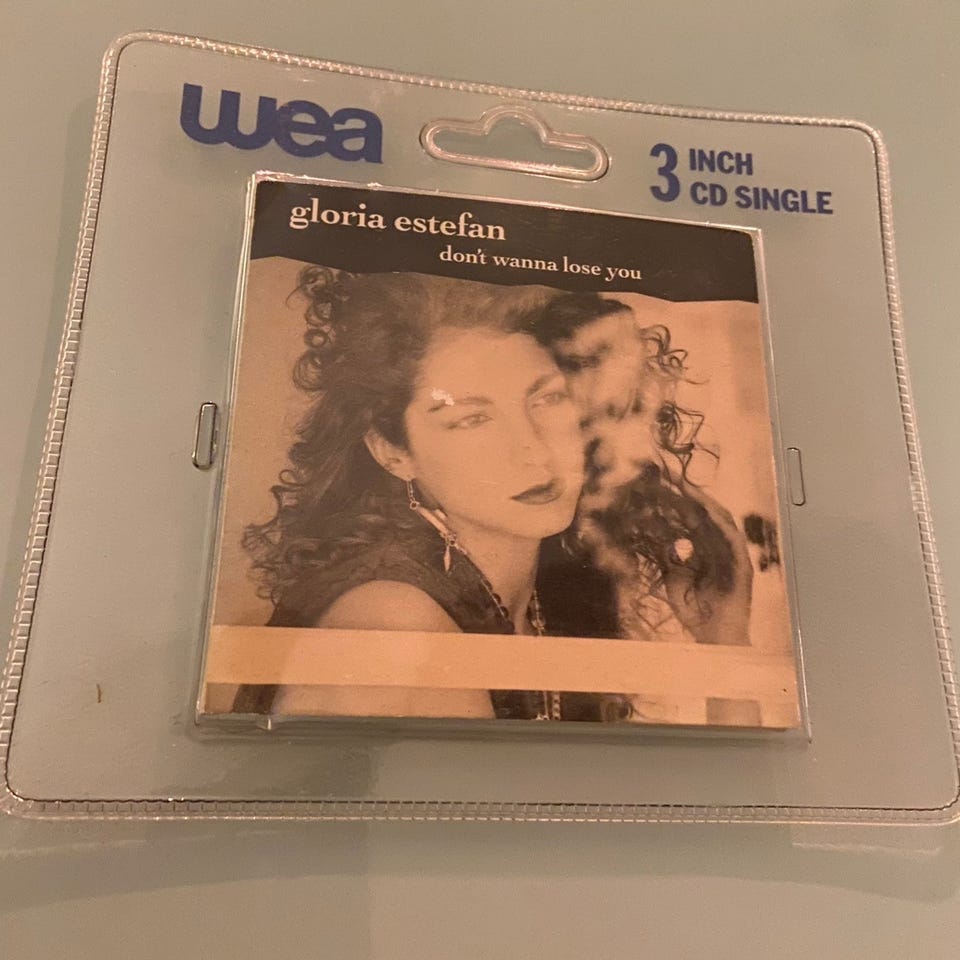 wea
3 INCH
CD SINGLE
gloria estefan
don't wanna lose you